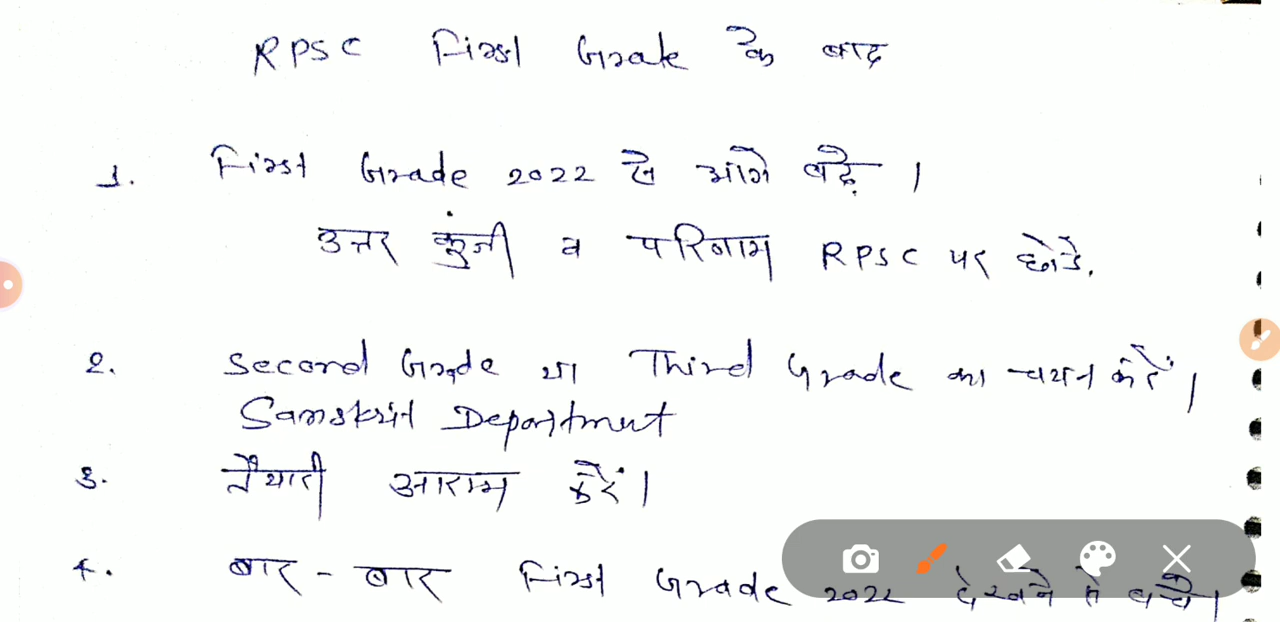 RPSC First Grade के बाद
1. First Grade 2022 से आगे बढ़े।
उत्तर कुंजी व परिणाम RPSC पर छोडे.
2. Second Grade या Third Grade का चयन करें।
Sanskrit Department
3. तैयारी आरम्भ करें।
4. बार-बार First Grade 2022 देखने से बचें।